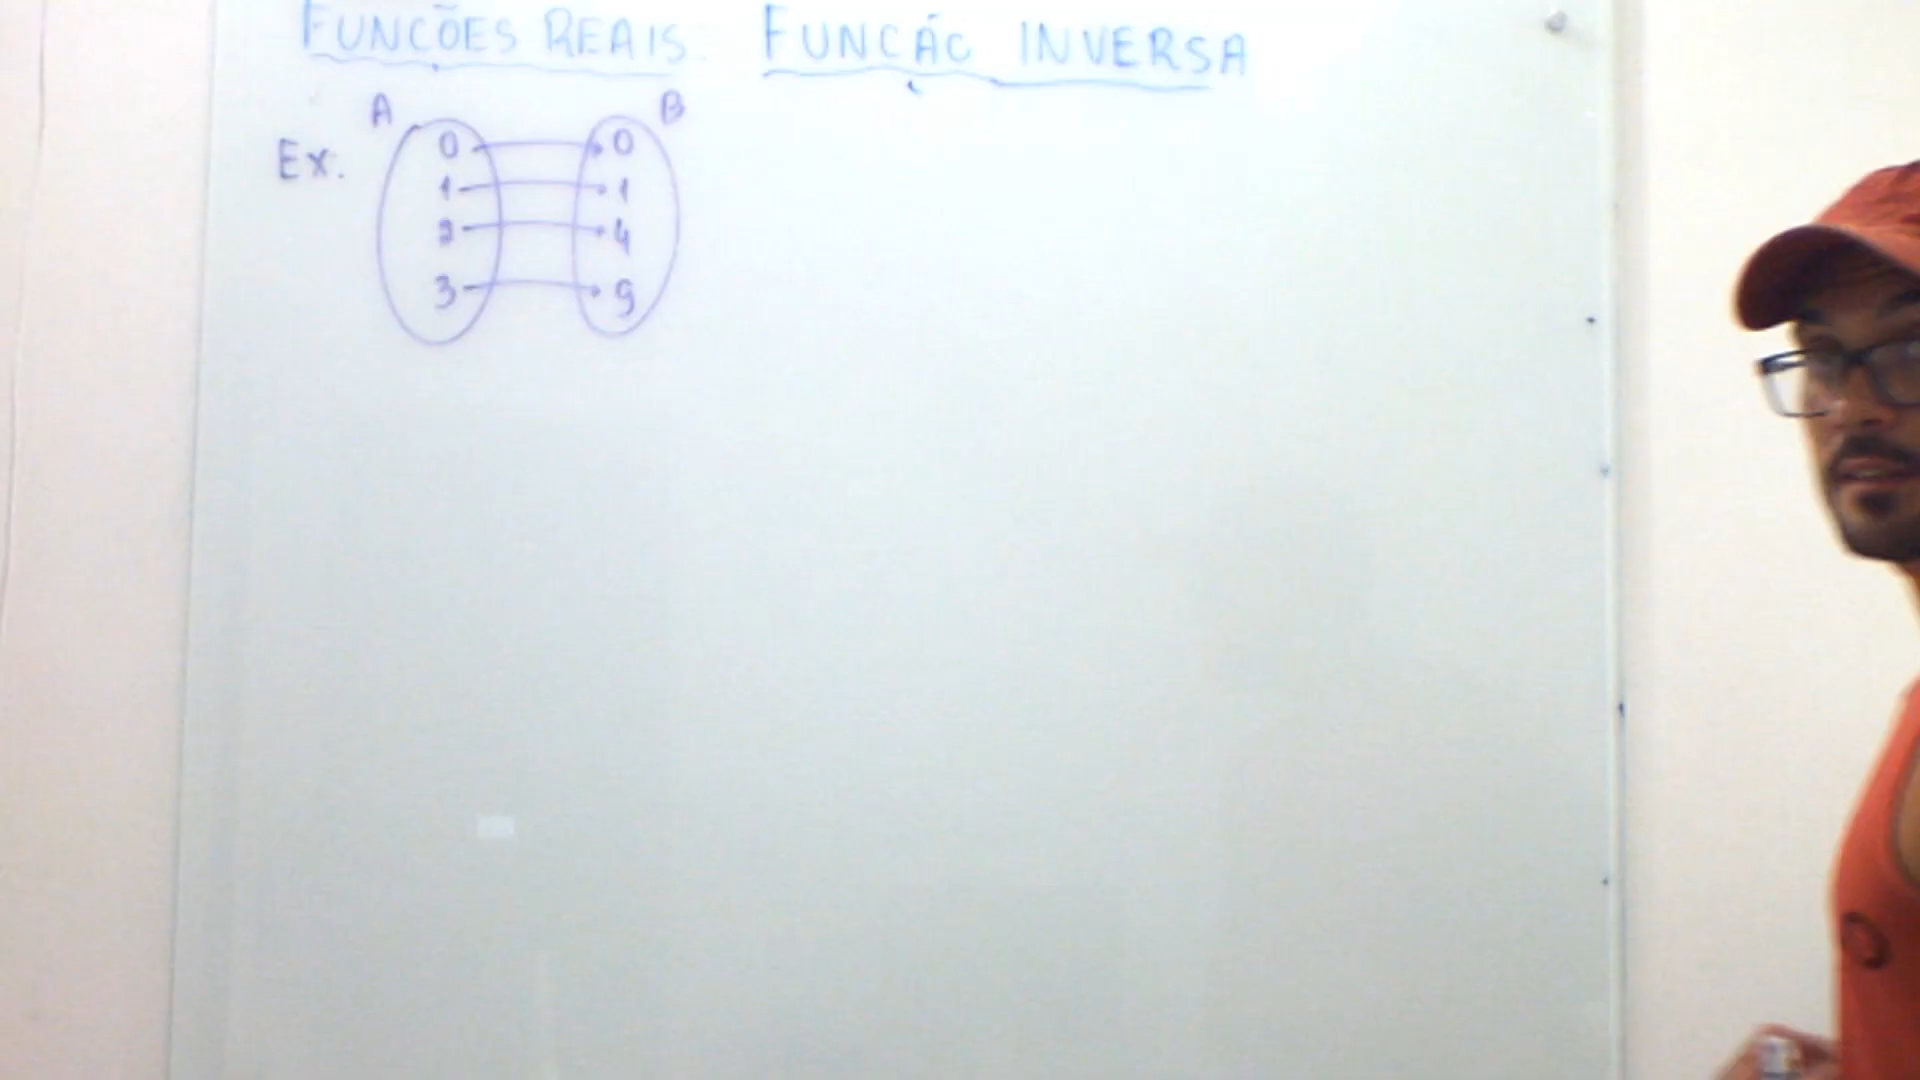 FUNÇÕES REAIS: FUNÇÃO INVERSA
A B
Ex.
0 0
1 1
2 4
3 9